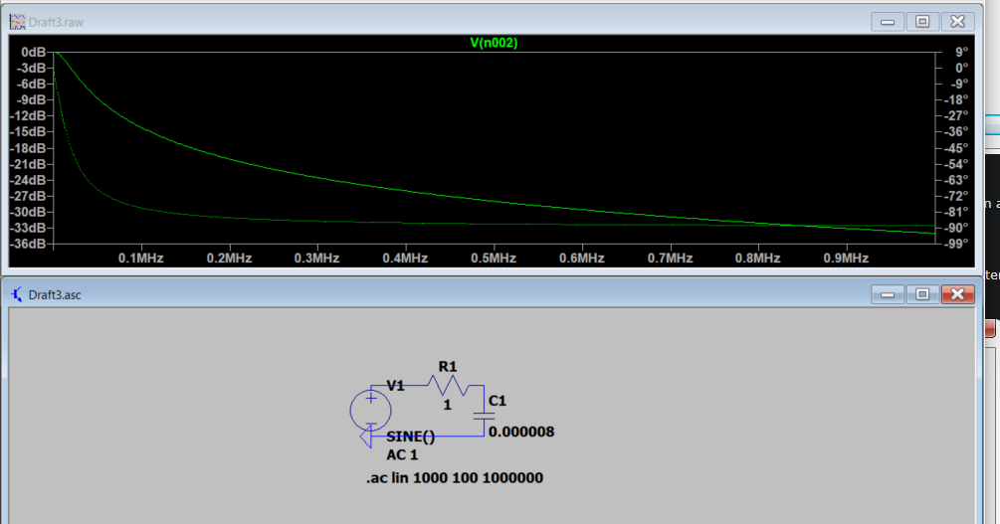 Draft3.raw
V(n002)
0dB
-3dB
-6dB
-9dB
-12dB
-15dB
-18dB
-21dB
-24dB
-27dB
-30dB
-33dB
-36dB
9°
0°
-9°
-18°
-27°
-36°
-45°
-54°
-63°
-72°
-81°
-90°
-99°
0.1MHz 0.2MHz 0.3MHz 0.4MHz 0.5MHz 0.6MHz 0.7MHz 0.8MHz 0.9MHz
Draft3.asc
R1
V1
1
C1
0.000008
SINE()
AC 1
.ac lin 1000 100 1000000